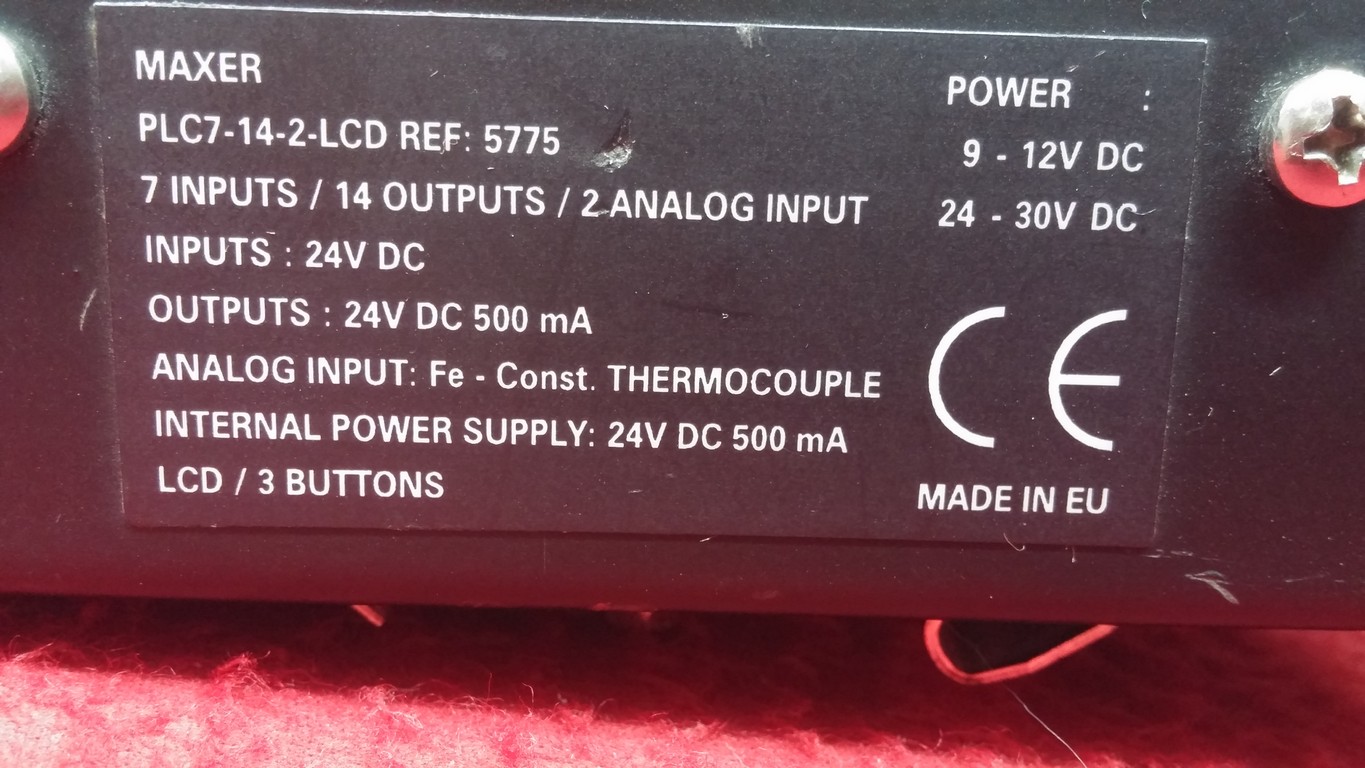 MAXER
PLC7-14-2-LCD REF: 5775
7 INPUTS / 14 OUTPUTS / 2 ANALOG INPUT
INPUTS : 24V DC
OUTPUTS : 24V DC 500 mA
ANALOG INPUT: Fe - Const. THERMOCOUPLE
INTERNAL POWER SUPPLY: 24V DC 500 mA
LCD / 3 BUTTONS
POWER :
9 - 12V DC
24 - 30V DC
CE
MADE IN EU